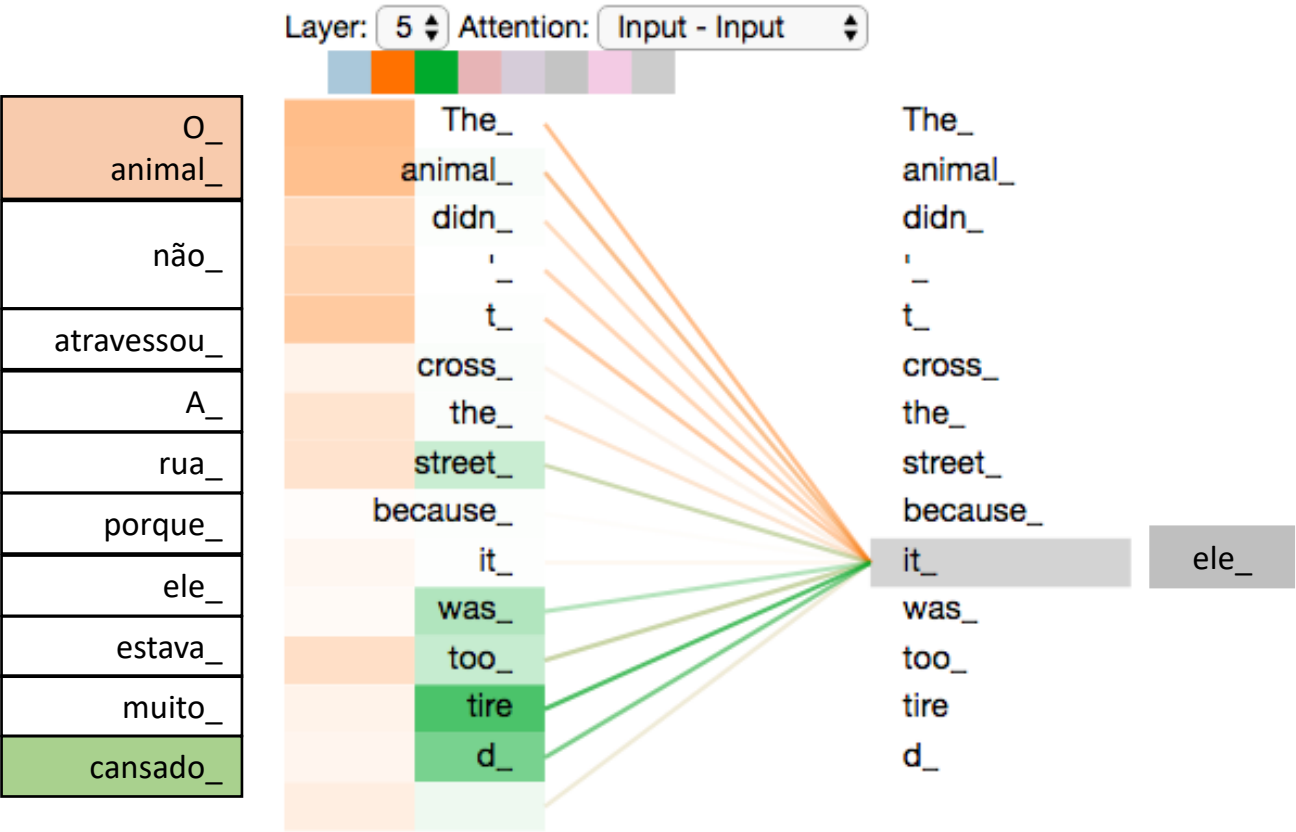 Layer: 5 Attention: Input - Input
O_
animal_
não_
atravessou_
A_
rua_
porque_
ele_
estava_
muito_
cansado_
The_
animal_
didn_
'_
t_
cross_
the_
street_
because_
it_
was_
too_
tire
d_
The_
animal_
didn_
'_
t_
cross_
the_
street_
because_
it_
was_
too_
tire
d_
ele_